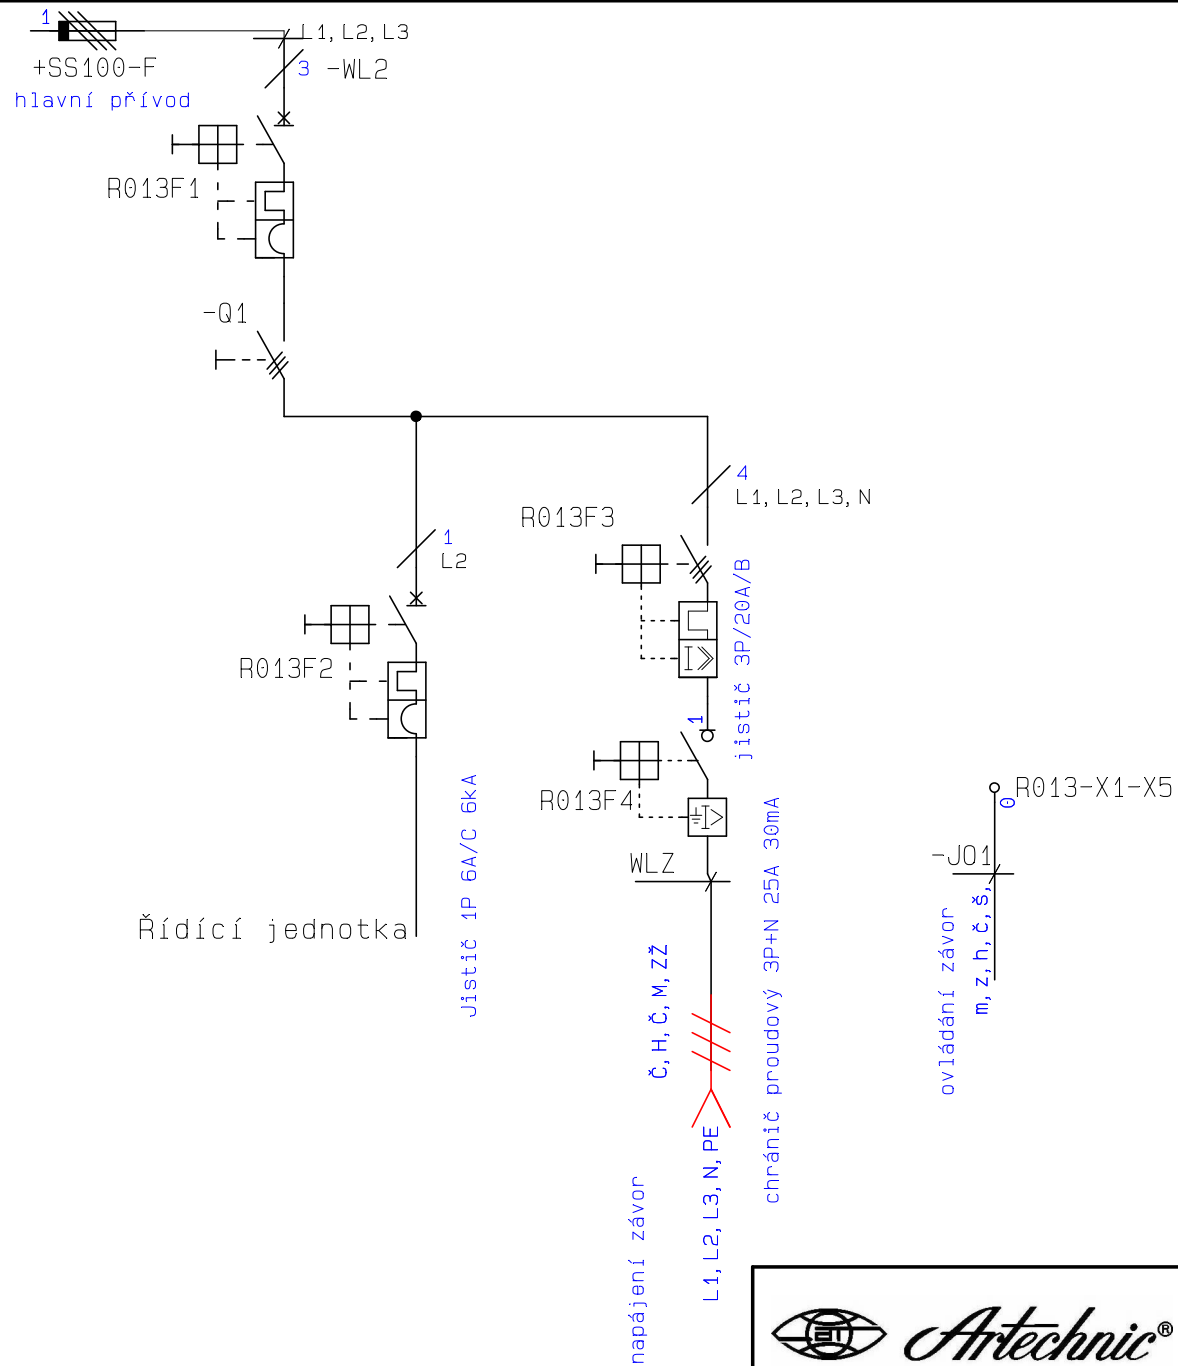 1
L1, L2, L3
+SS100-F
3 -WL2
hlavní přívod
R013F1
-Q1
4
L1, L2, L3, N
R013F3
1
L2
jistič 3P/20A/B
R013F2
1
R013F4
Jistič 1P 6A/C 6kA
chránič proudový 3P+N 25A 30mA
R013-X1-X5
0
-JO1
WLZ
m, z, h, č, š,
ovládání závor
Řídící jednotka
Č, H, Č, M, ZŽ
L1, L2, L3, N, PE
napájení závor
Artechnic®